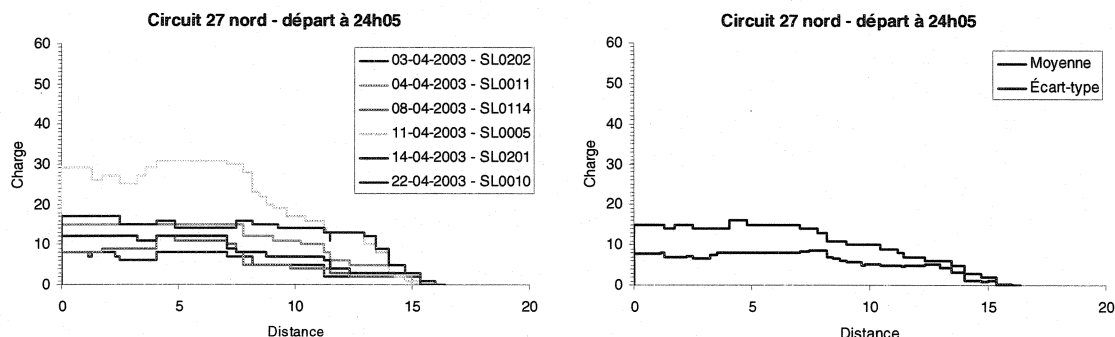 Circuit 27 nord - départ à 24h05
60
50
40
30
20
10
0
Charge
03-04-2003 - SL0202
04-04-2003 - SL0011
08-04-2003 - SL0114
11-04-2003 - SL0005
14-04-2003 - SL0201
22-04-2003 - SL0010
0 5 10 15 20
Distance
Circuit 27 nord - départ à 24h05
60
50
40
30
20
10
0
Charge
Moyenne
Écart-type
0 5 10 15 20
Distance